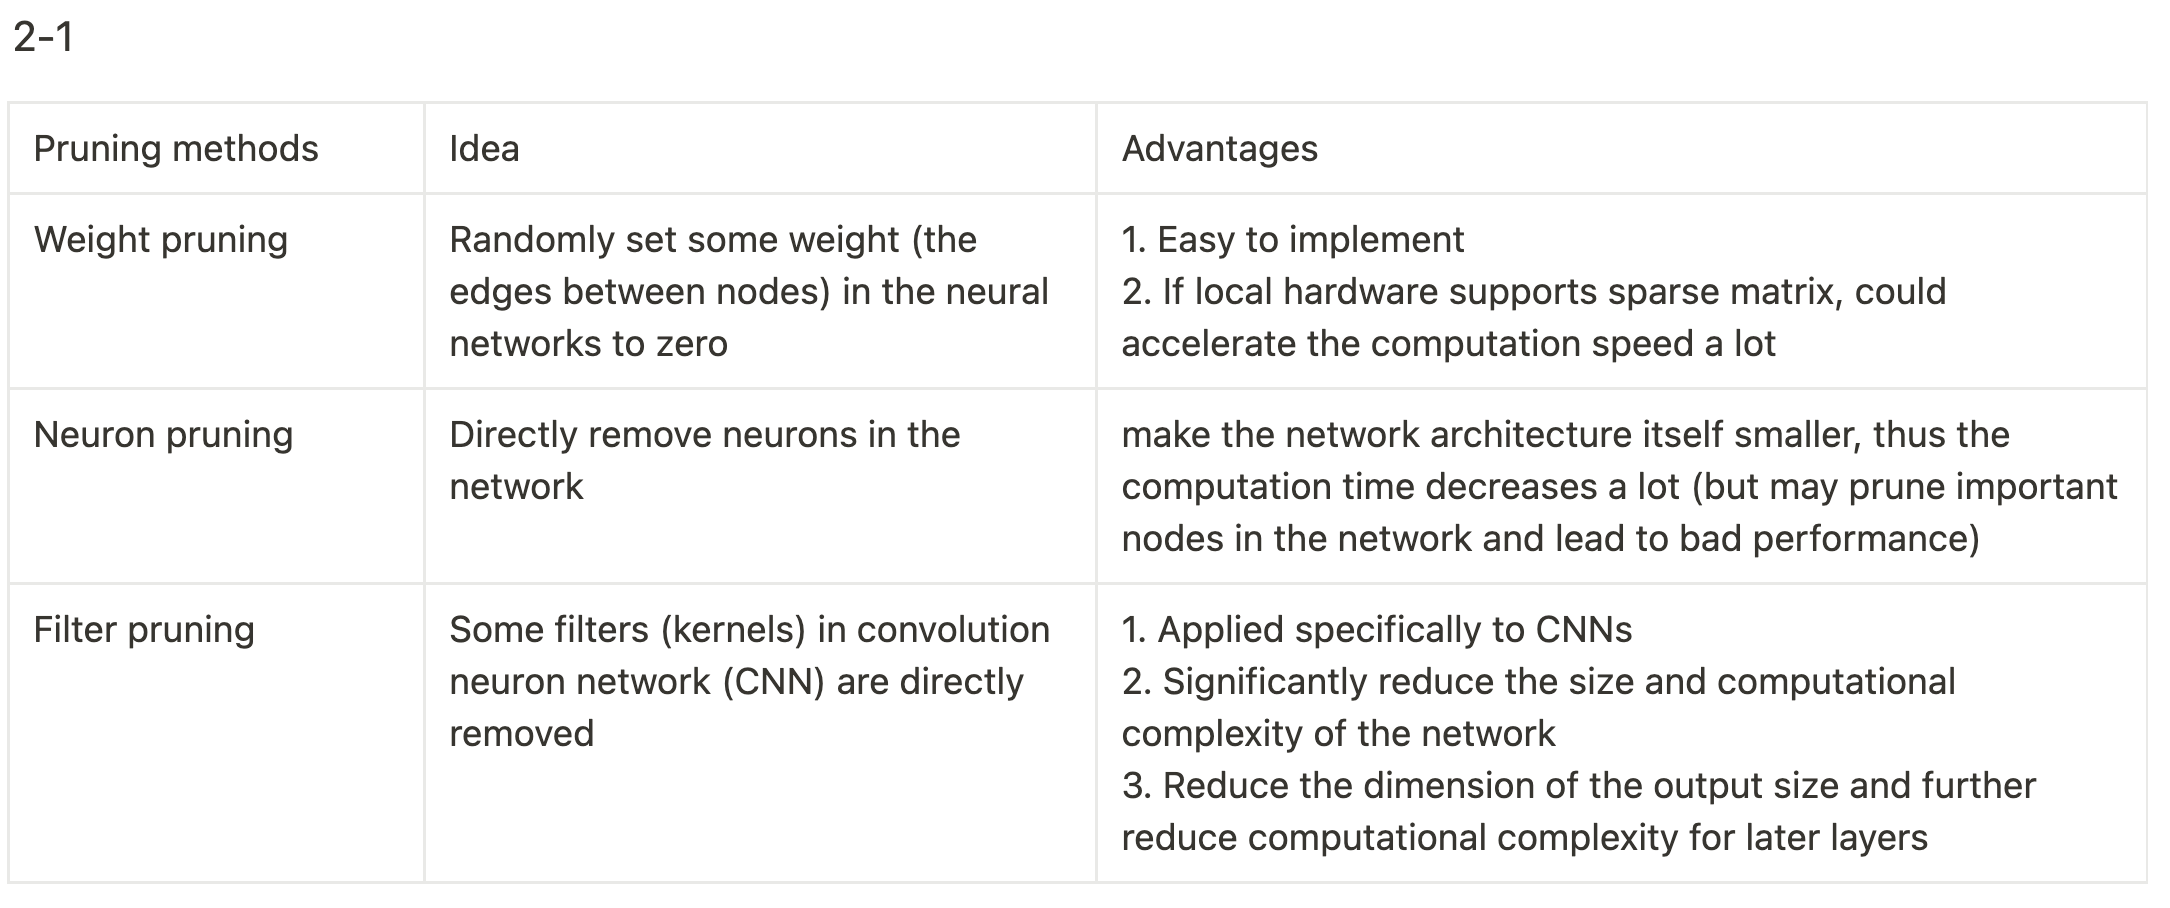 2-1
Pruning methods
Idea
Advantages
Weight pruning
Randomly set some weight (the
edges between nodes) in the neural
networks to zero
1. Easy to implement
2. If local hardware supports sparse matrix, could
accelerate the computation speed a lot
Neuron pruning
Directly remove neurons in the
network
make the network architecture itself smaller, thus the
computation time decreases a lot (but may prune important
nodes in the network and lead to bad performance)
Filter pruning
Some filters (kernels) in convolution
neuron network (CNN) are directly
removed
1. Applied specifically to CNNs
2. Significantly reduce the size and computational
complexity of the network
3. Reduce the dimension of the output size and further
reduce computational complexity for later layers